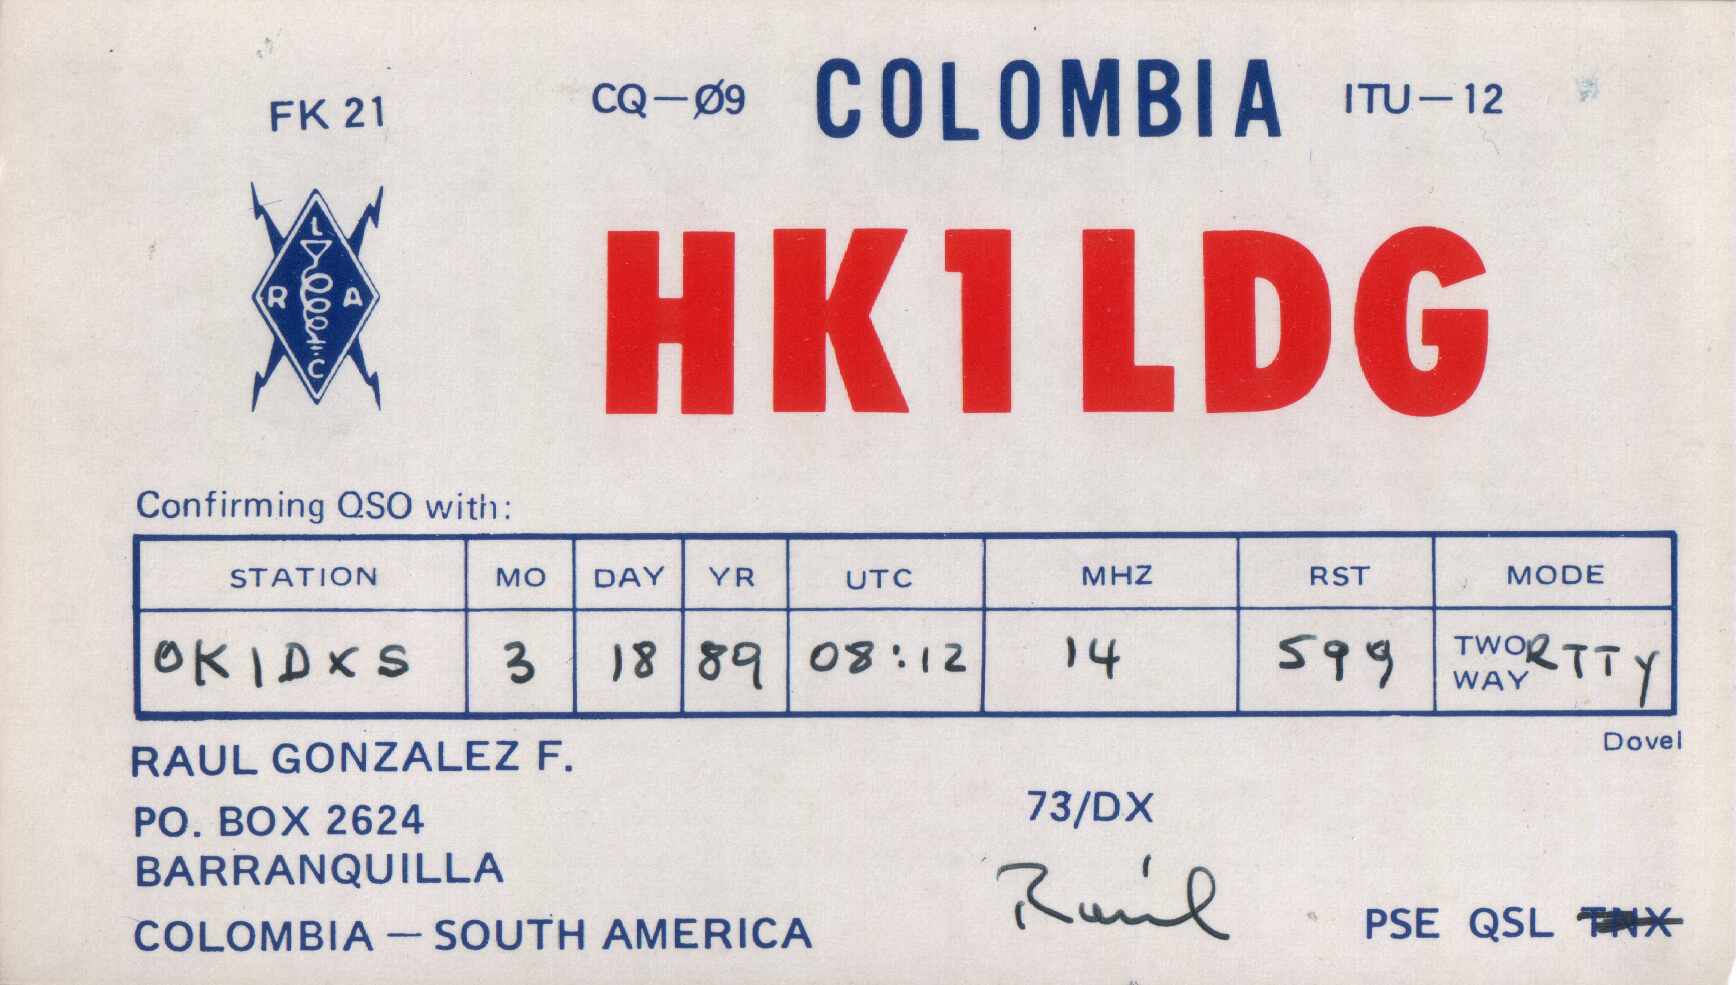 FK 21
CQ—Ø9 COLOMBIA ITU—12
L
R A
C
HK1LDG
Confirming QSO with:
STATION MO DAY YR UTC MHZ RST MODE
OK1DXS 3 18 89 08:12 14 599 TWO WAY RTTY
Dovel
RAUL GONZALEZ F.
PO. BOX 2624
BARRANQUILLA
COLOMBIA — SOUTH AMERICA
73/DX
Raúl
PSE QSL TNX